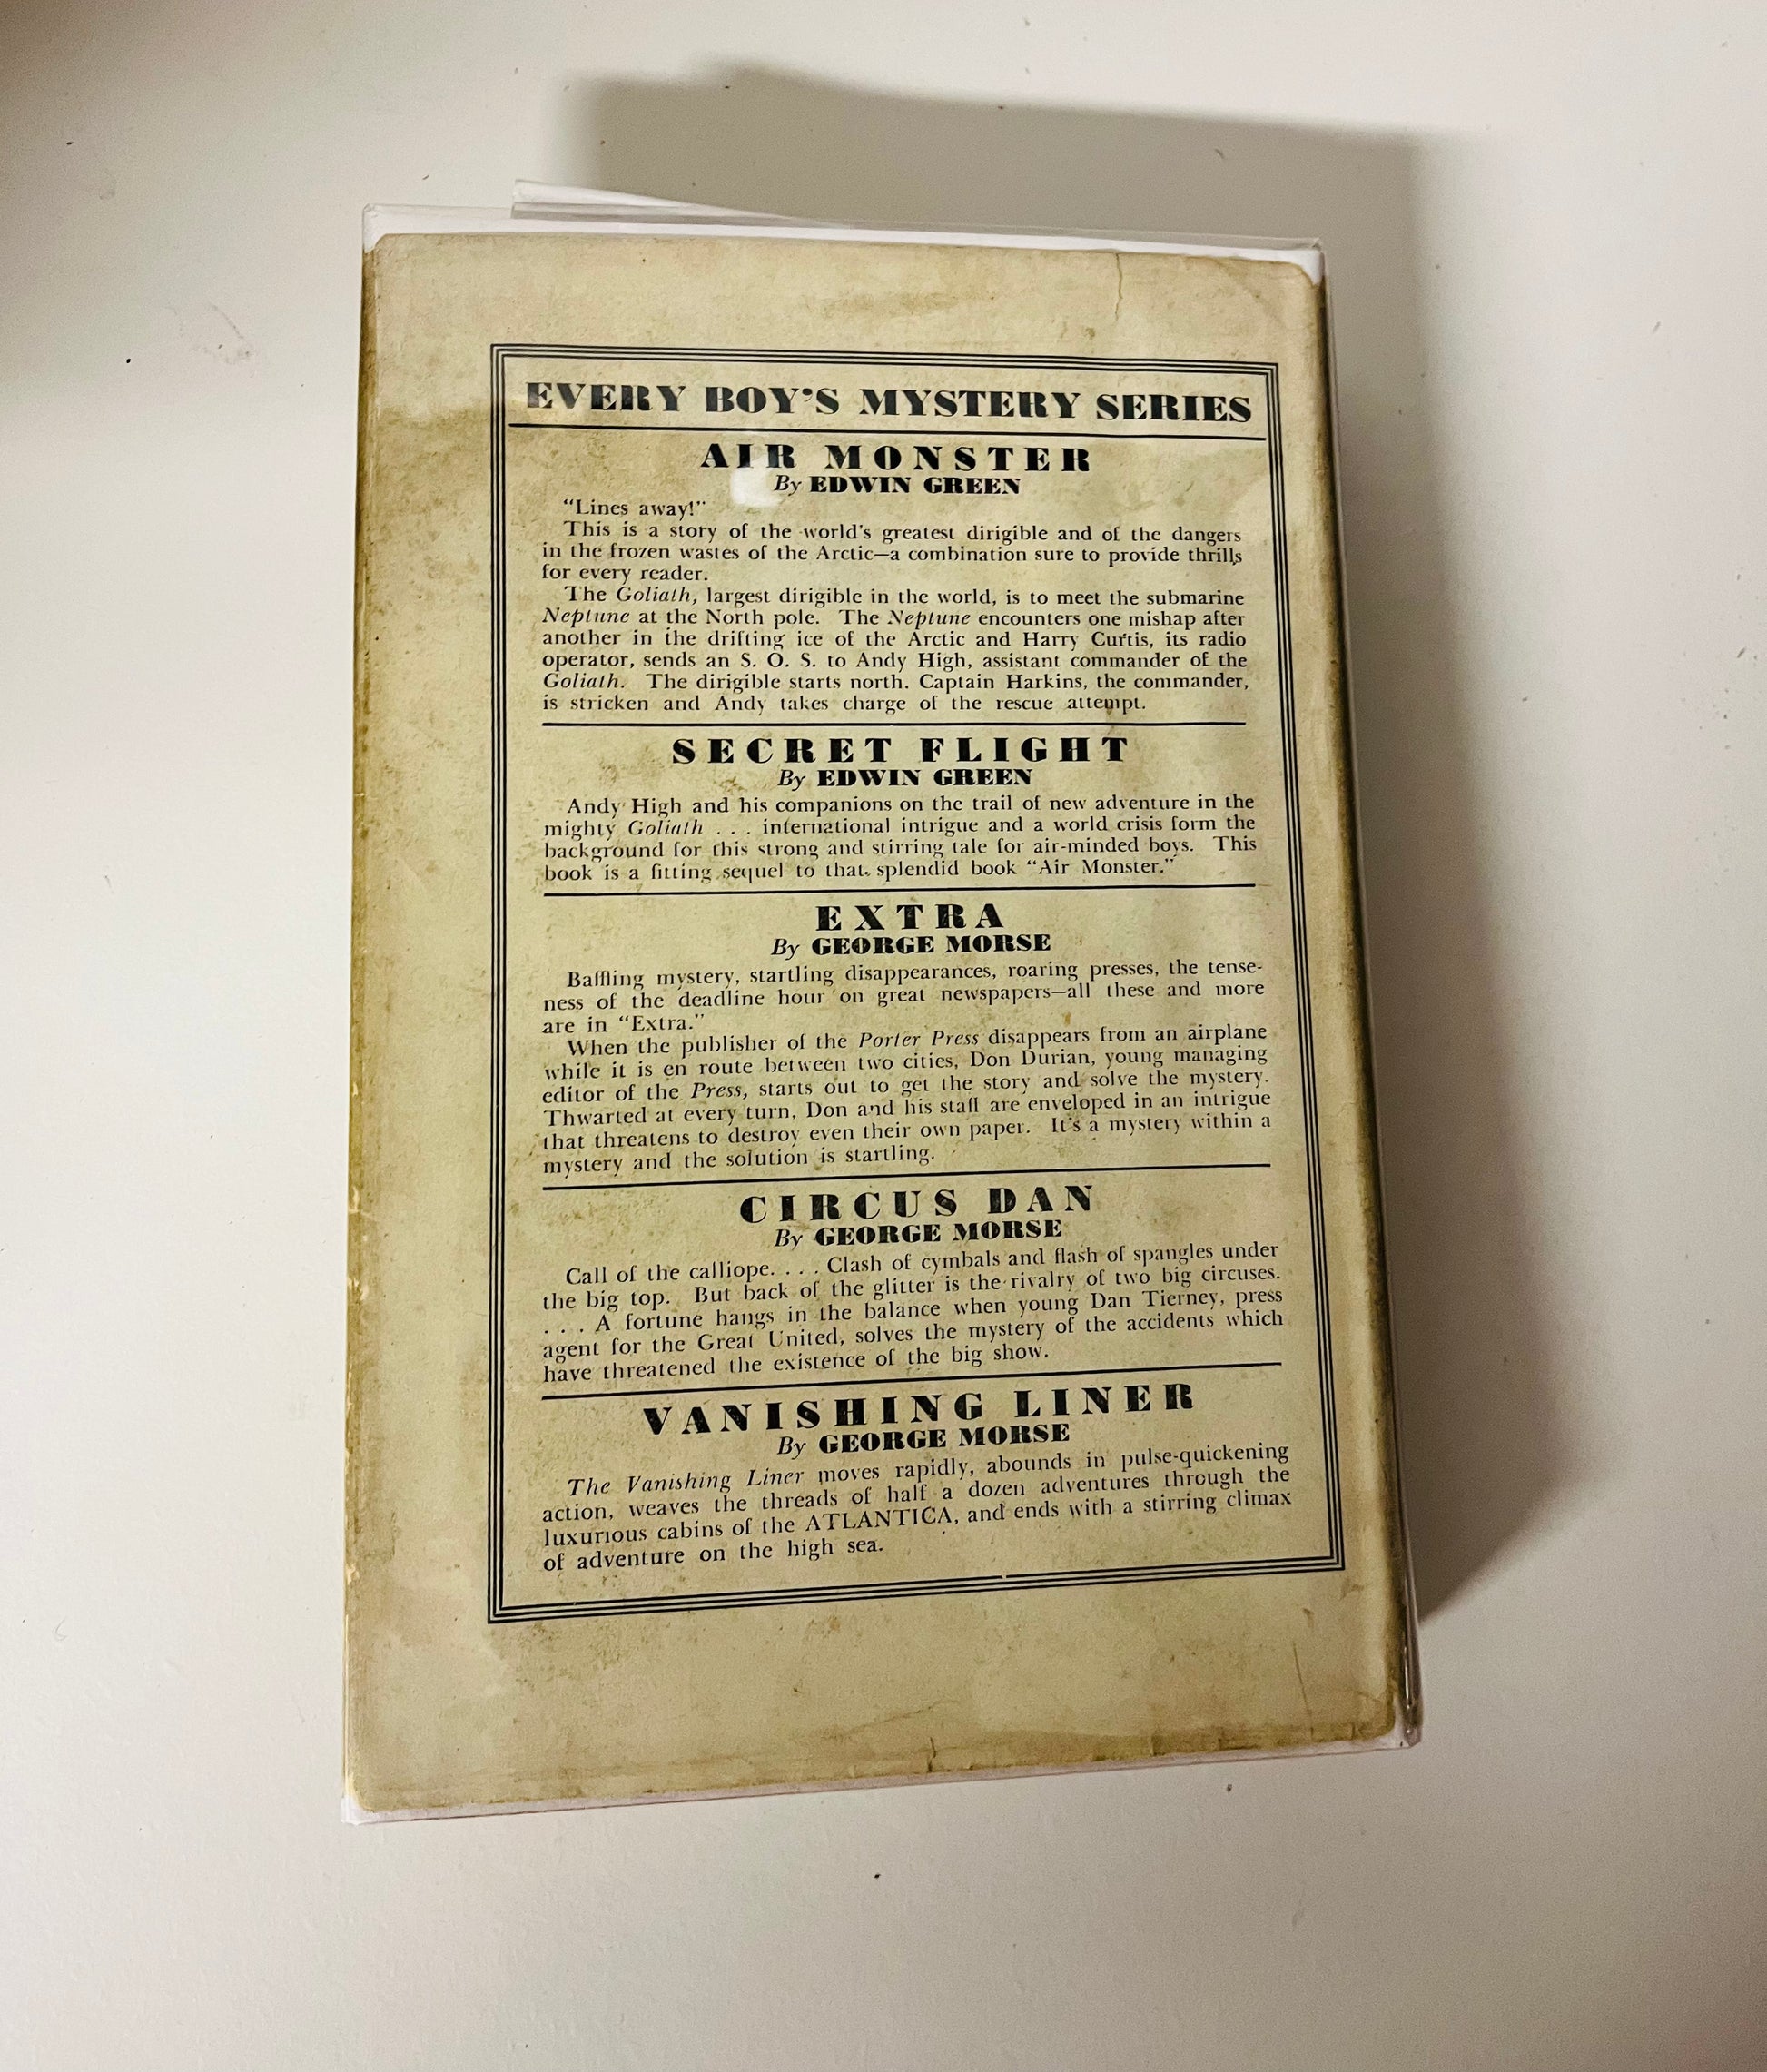 EVERY BOY'S MYSTERY SERIES
AIR MONSTER
By EDWIN GREEN
"Lines away!"
This is a story of the world's greatest dirigible and of the dangers
in the frozen wastes of the Arctic—a combination sure to provide thrills
for every reader.
The Goliath, largest dirigible in the world, is to meet the submarine
Neptune at the North pole. The Neptune encounters one mishap after
another in the drifting ice of the Arctic and Harry Curtis, its radio
operator, sends an S. O. S. to Andy High, assistant commander of the
Goliath. The dirigible starts north. Captain Harkins, the commander,
is stricken and Andy takes charge of the rescue attempt.
SECRET FLIGHT
By EDWIN GREEN
Andy High and his companions on the trail of new adventure in the
mighty Goliath . . . international intrigue and a world crisis form the
background for this strong and stirring tale for air-minded boys. This
book is a fitting sequel to that splendid book "Air Monster."
EXTRA
By GEORGE MORSE
Baffling mystery, startling disappearances, roaring presses, the tense-
ness of the deadline hour on great newspapers—all these and more
are in "Extra."
When the publisher of the Porter Press disappears from an airplane
while it is en route between two cities, Don Durian, young managing
editor of the Press, starts out to get the story and solve the mystery.
Thwarted at every turn, Don and his staff are enveloped in an intrigue
that threatens to destroy even their own paper. It's a mystery within a
mystery and the solution is startling.
CIRCUS DAN
By GEORGE MORSE
Call of the calliope. . . . Clash of cymbals and flash of spangles under
the big top. But back of the glitter is the rivalry of two big circuses.
. . . A fortune hangs in the balance when young Dan Tierney, press
agent for the Great United, solves the mystery of the accidents which
have threatened the existence of the big show.
VANISHING LINER
By GEORGE MORSE
The Vanishing Liner moves rapidly, abounds in pulse-quickening
action, weaves the threads of half a dozen adventures through the
luxurious cabins of the ATLANTICA, and ends with a stirring climax
of adventure on the high sea.